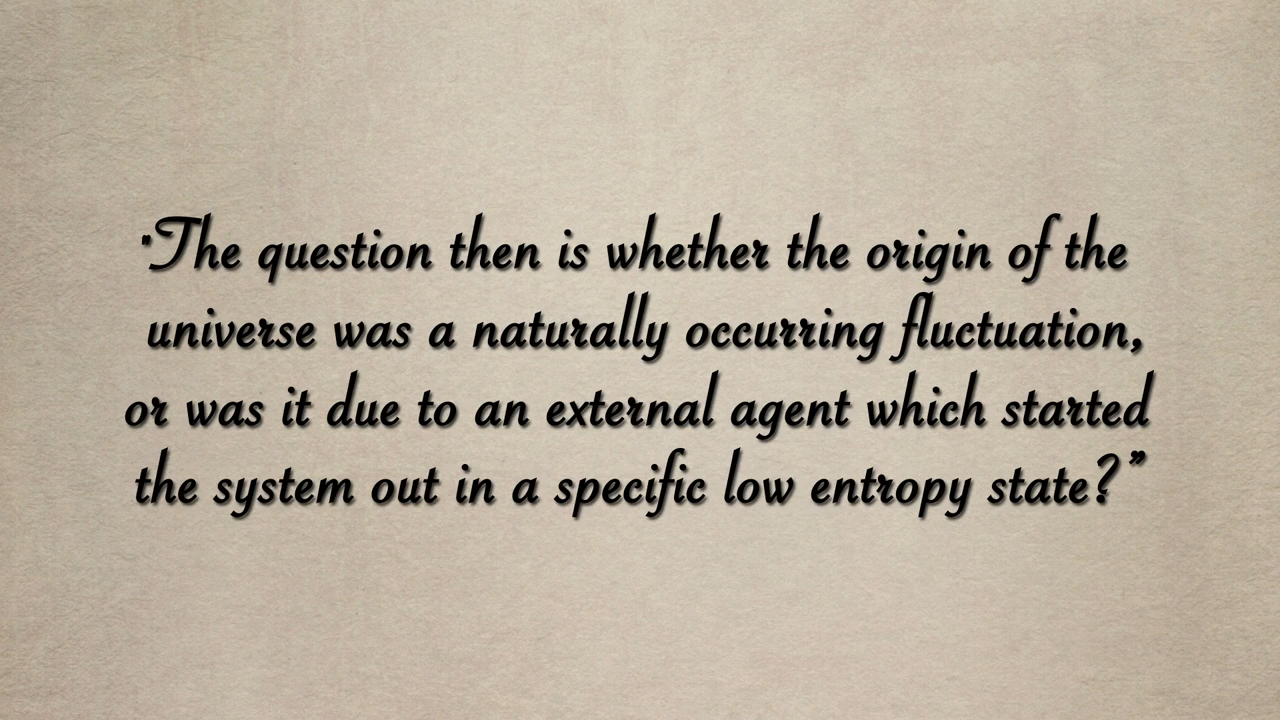 "The question then is whether the origin of the
universe was a naturally occurring fluctuation,
or was it due to an external agent which started
the system out in a specific low entropy state?”